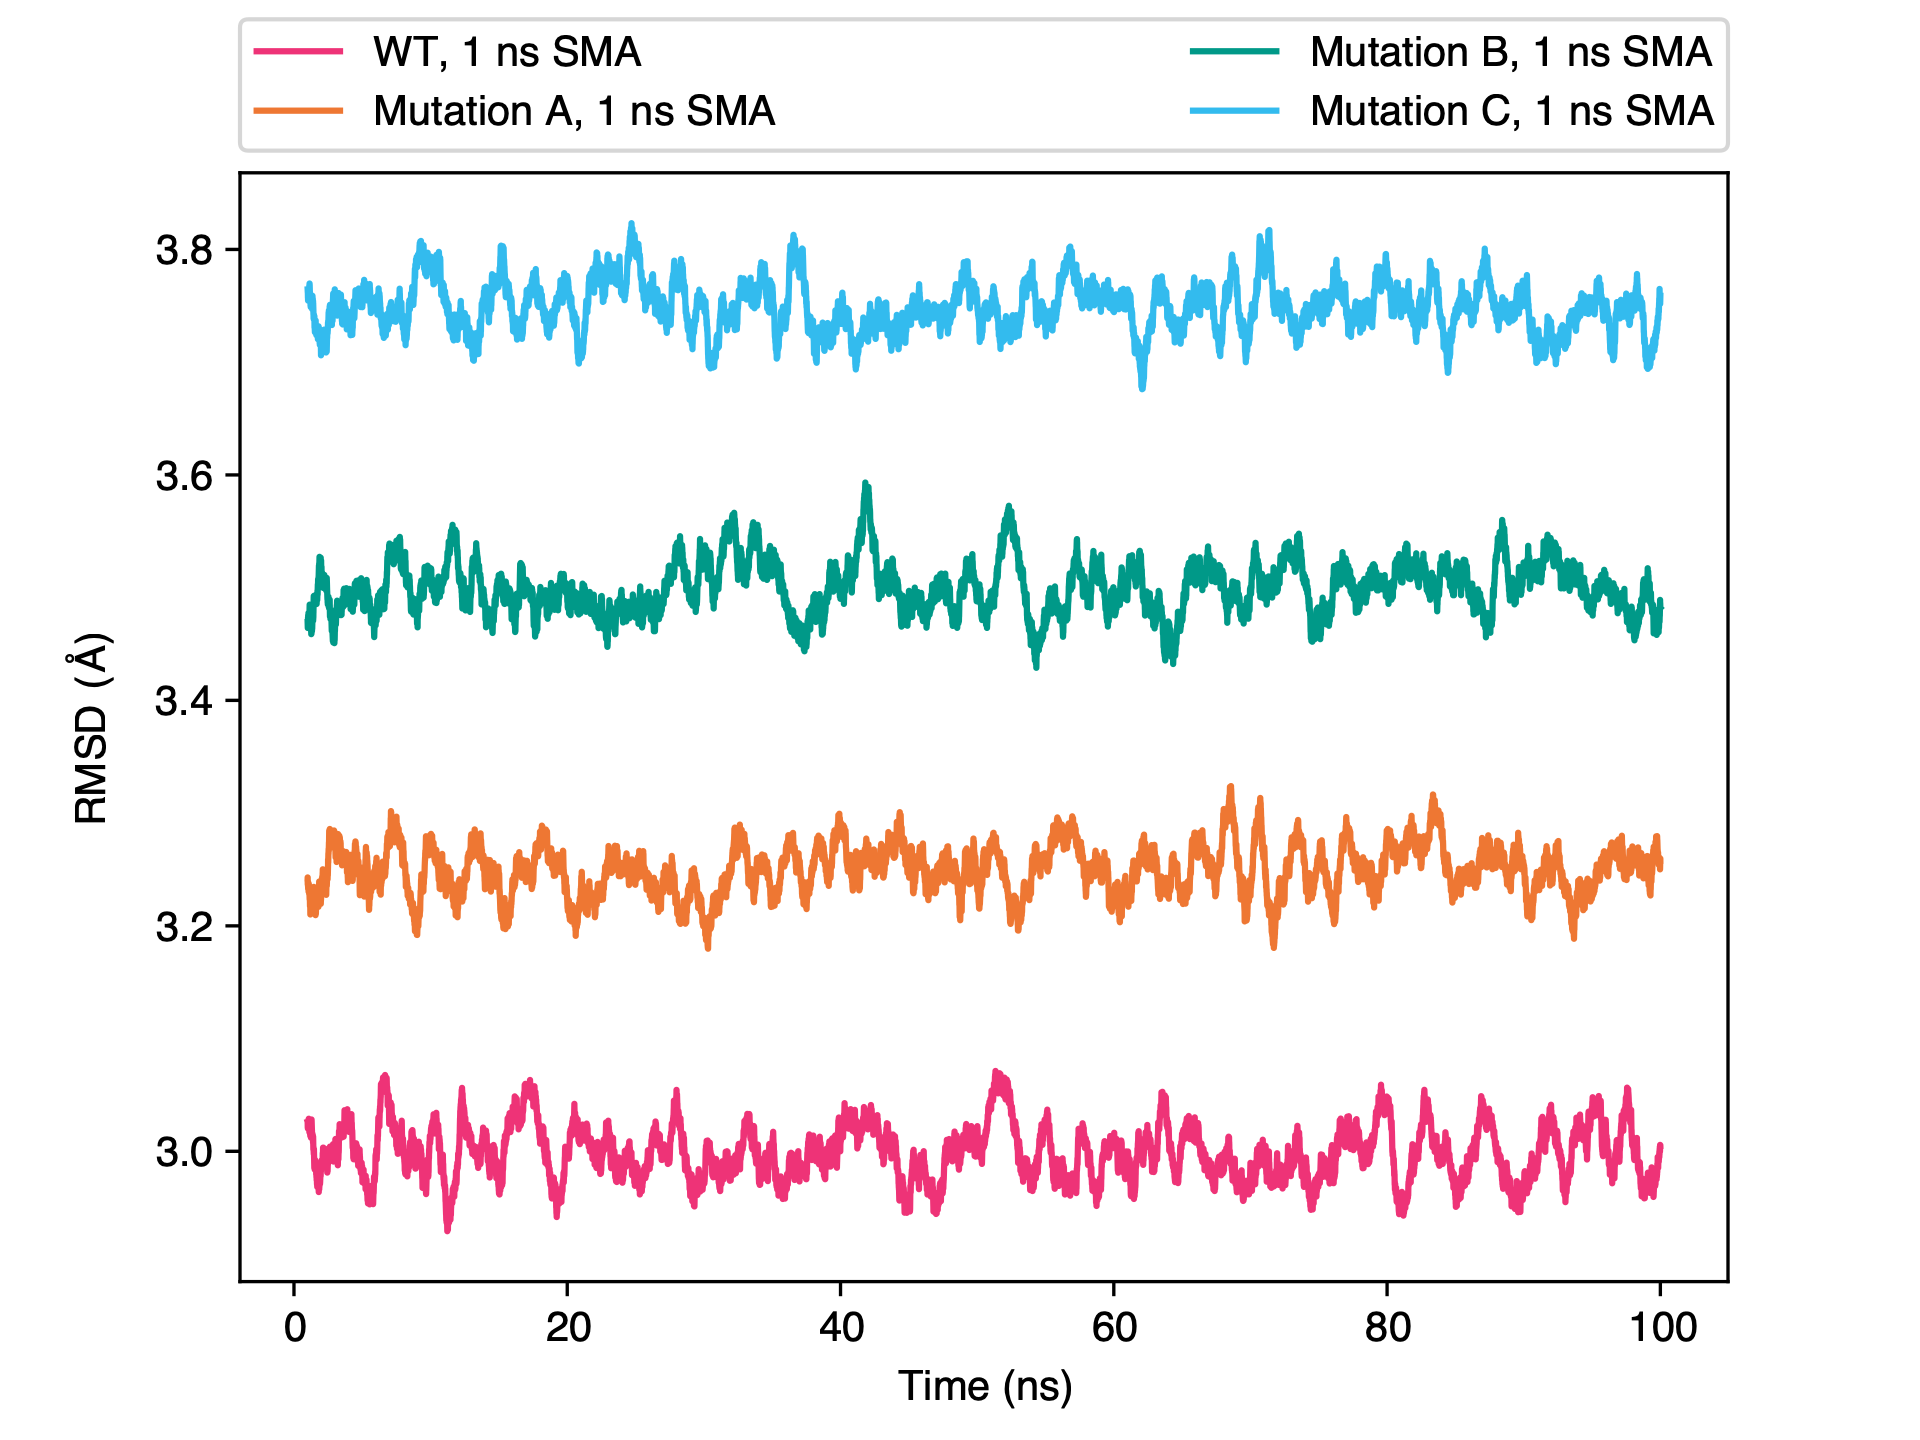 WT, 1 ns SMA
Mutation A, 1 ns SMA
Mutation B, 1 ns SMA
Mutation C, 1 ns SMA
RMSD (Å)
3.8
3.6
3.4
3.2
3.0
0 20 40 60 80 100
Time (ns)